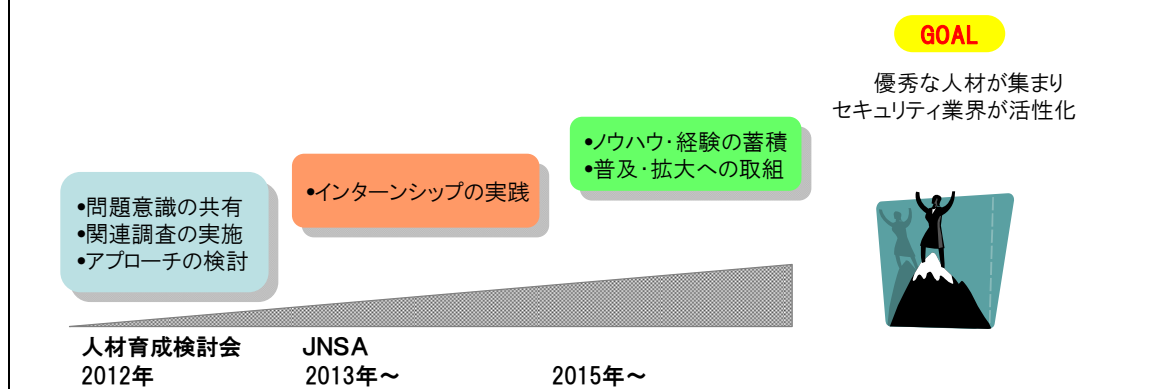 GOAL
優秀な人材が集まり
セキュリティ業界が活性化
•ノウハウ・経験の蓄積
•普及・拡大への取組
•インターンシップの実践
•問題意識の共有
•関連調査の実施
•アプローチの検討
人材育成検討会
2012年
JNSA
2013年～
2015年～